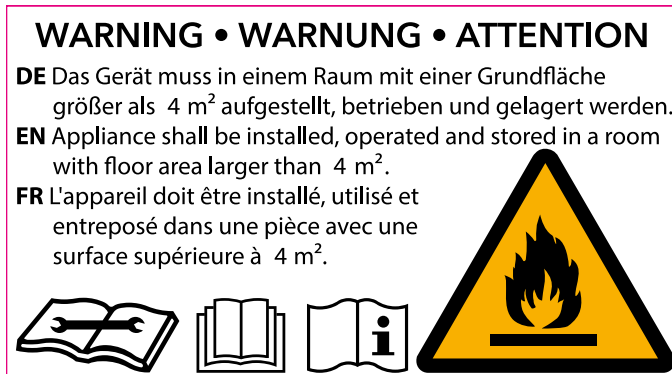 WARNING • WARNUNG • ATTENTION
DE Das Gerät muss in einem Raum mit einer Grundfläche
größer als 4 m² aufgestellt, betrieben und gelagert werden.
EN Appliance shall be installed, operated and stored in a room
with floor area larger than 4 m².
FR L'appareil doit être installé, utilisé et
entreposé dans une pièce avec une
surface supérieure à 4 m².
i